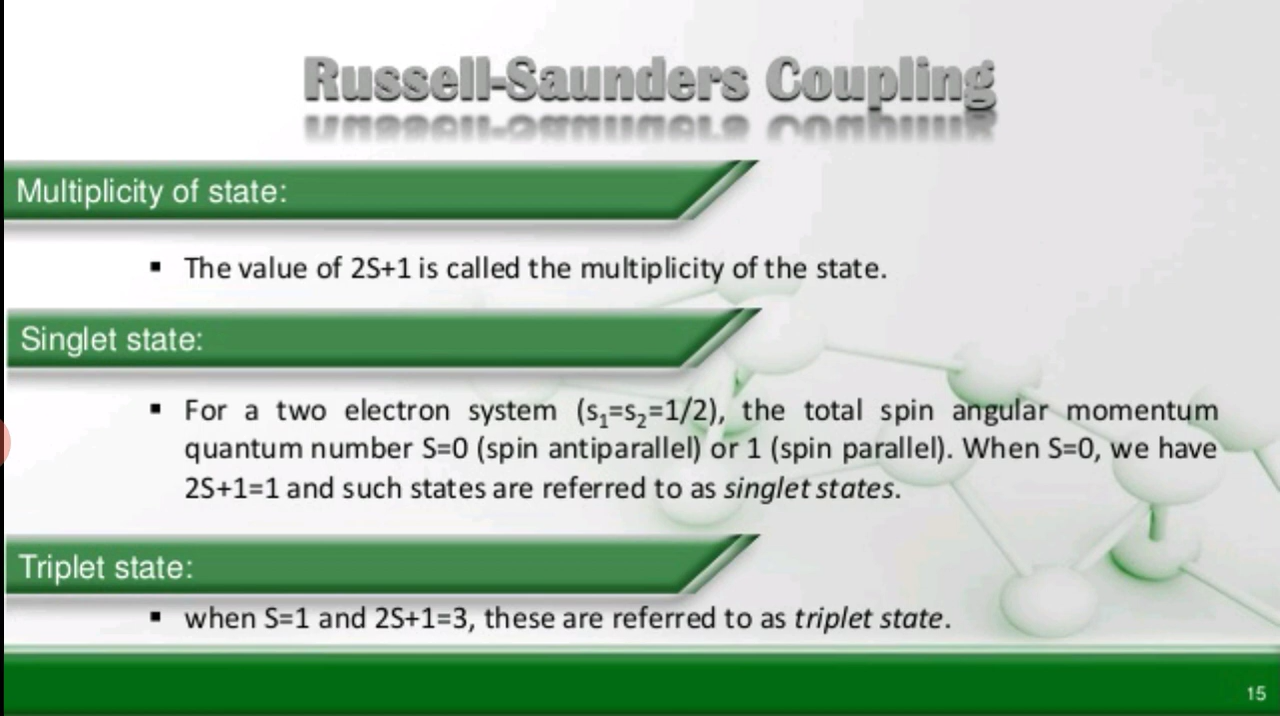 Russell-Saunders Coupling
Multiplicity of state:
▪ The value of 2S+1 is called the multiplicity of the state.
Singlet state:
▪ For a two electron system (s₁=s₂=1/2), the total spin angular momentum
quantum number S=0 (spin antiparallel) or 1 (spin parallel). When S=0, we have
2S+1=1 and such states are referred to as singlet states.
Triplet state:
▪ when S=1 and 2S+1=3, these are referred to as triplet state.
15